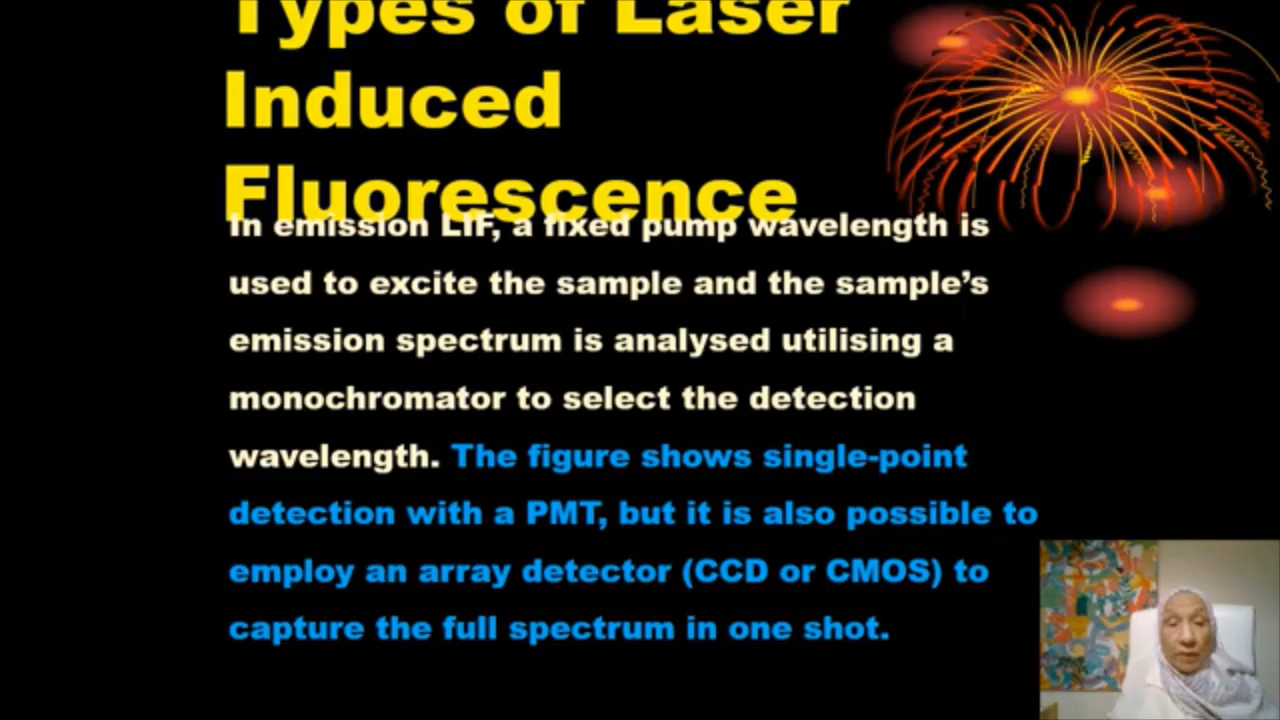 Types of Laser
Induced
Fluorescence
In emission LIF, a fixed pump wavelength is
used to excite the sample and the sample’s
emission spectrum is analysed utilising a
monochromator to select the detection
wavelength. The figure shows single-point
detection with a PMT, but it is also possible to
employ an array detector (CCD or CMOS) to
capture the full spectrum in one shot.